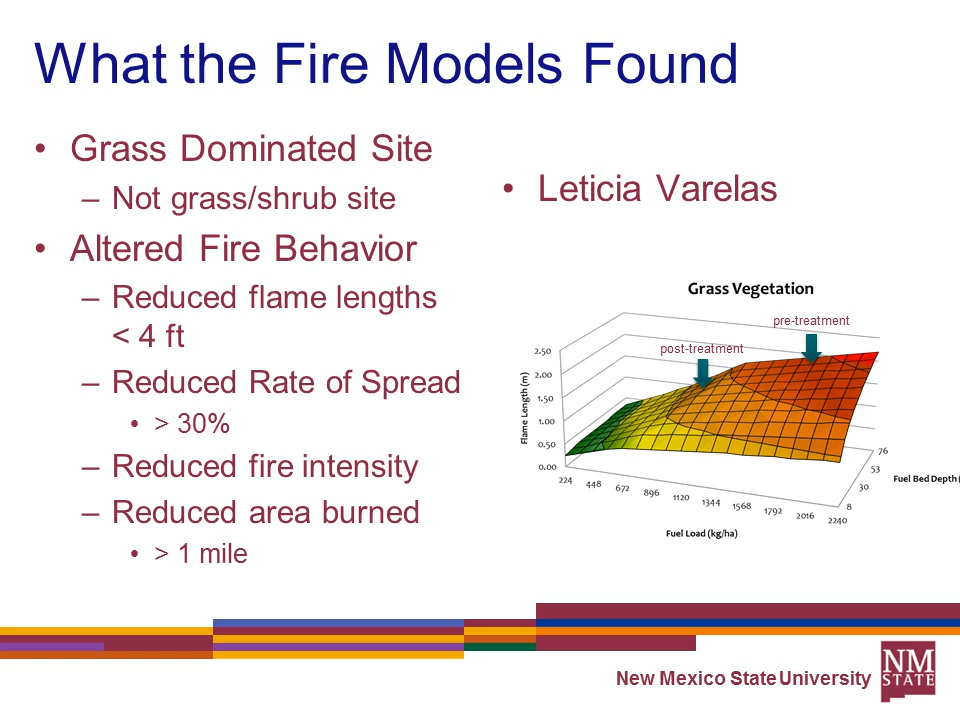 What the Fire Models Found
• Grass Dominated Site
– Not grass/shrub site
• Altered Fire Behavior
– Reduced flame lengths
< 4 ft
– Reduced Rate of Spread
• > 30%
– Reduced fire intensity
– Reduced area burned
• > 1 mile
• Leticia Varelas
Grass Vegetation
pre-treatment
post-treatment
Flame Length (m)
2.50
2.00
1.50
1.00
0.50
0.00
224 448 672 896 1120 1344 1568 1792 2016 2240
Fuel Load (kg/ha)
76
53
30
8
Fuel Bed Depth (
New Mexico State University
NM
STATE